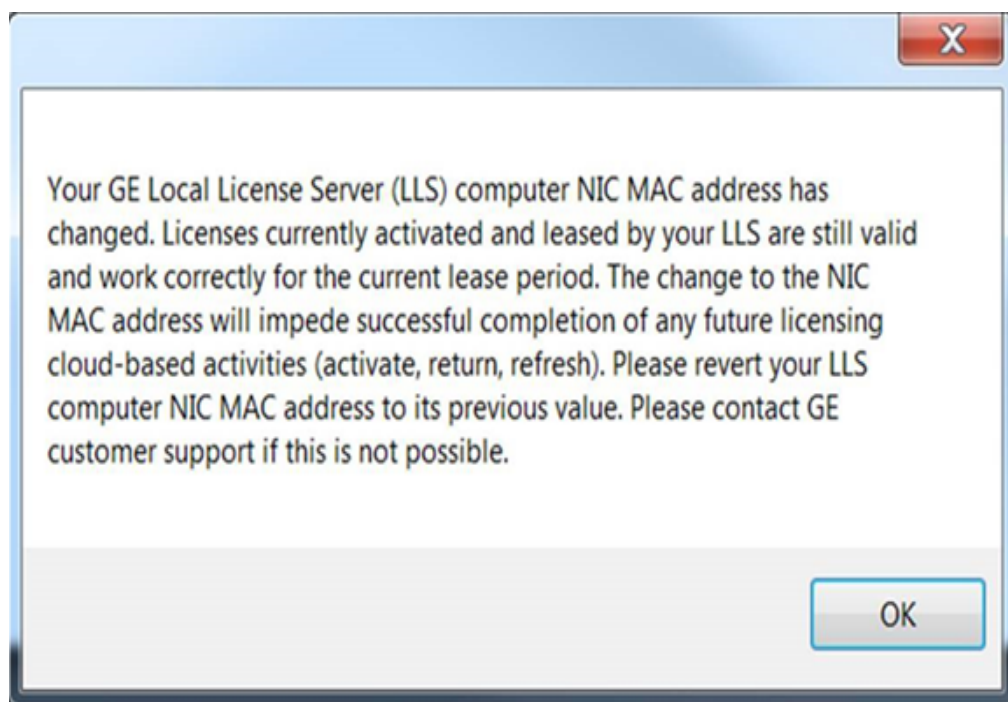 X
Your GE Local License Server (LLS) computer NIC MAC address has
changed. Licenses currently activated and leased by your LLS are still valid
and work correctly for the current lease period. The change to the NIC
MAC address will impede successful completion of any future licensing
cloud-based activities (activate, return, refresh). Please revert your LLS
computer NIC MAC address to its previous value. Please contact GE
customer support if this is not possible.
OK